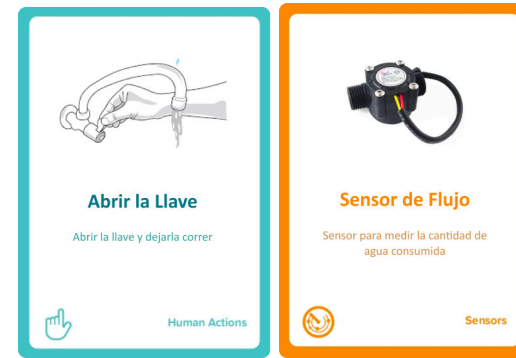 Abrir la Llave
Abrir la llave y dejarla correr
Human Actions
Sensor de Flujo
Sensor para medir la cantidad de
agua consumida
Sensors